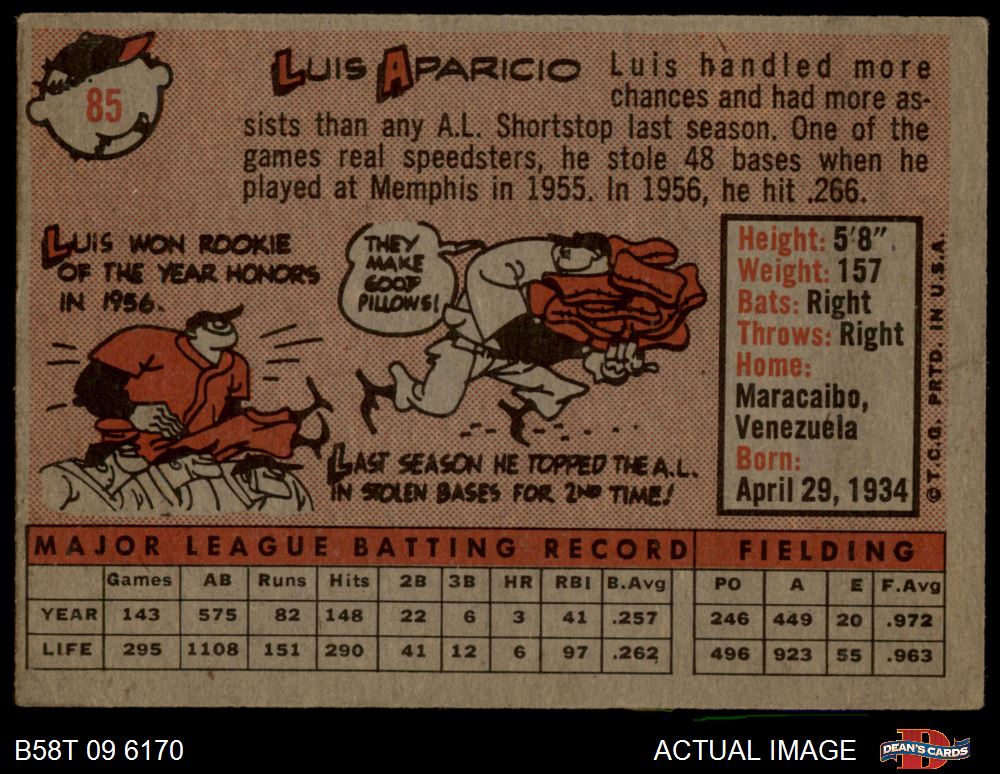 85
LUIS APARICIO Luis handled more
chances and had more as-
sists than any A.L. Shortstop last season. One of the
games real speedsters, he stole 48 bases when he
played at Memphis in 1955. In 1956, he hit .266.
LUIS WON ROOKIE
OF THE YEAR HONORS
IN 1956.
THEY
MAKE
GOOD
PILLOWS!
LAST SEASON HE TOPPED THE A.L.
IN STOLEN BASES FOR 2ND TIME!
Height: 5'8"
Weight: 157
Bats: Right
Throws: Right
Home:
Maracaibo,
Venezuela
Born:
April 29, 1934
© T.C.G. PRTD. IN U.S.A.
MAJOR LEAGUE BATTING RECORD FIELDING
Games AB Runs Hits 2B 3B HR RBI B.Avg PO A E F.Avg
YEAR 143 575 82 148 22 6 3 41 .257 246 449 20 .972
LIFE 295 1108 151 290 41 12 6 97 .262 496 923 55 .963
B58T 09 6170 ACTUAL IMAGE DEAN'S CARDS